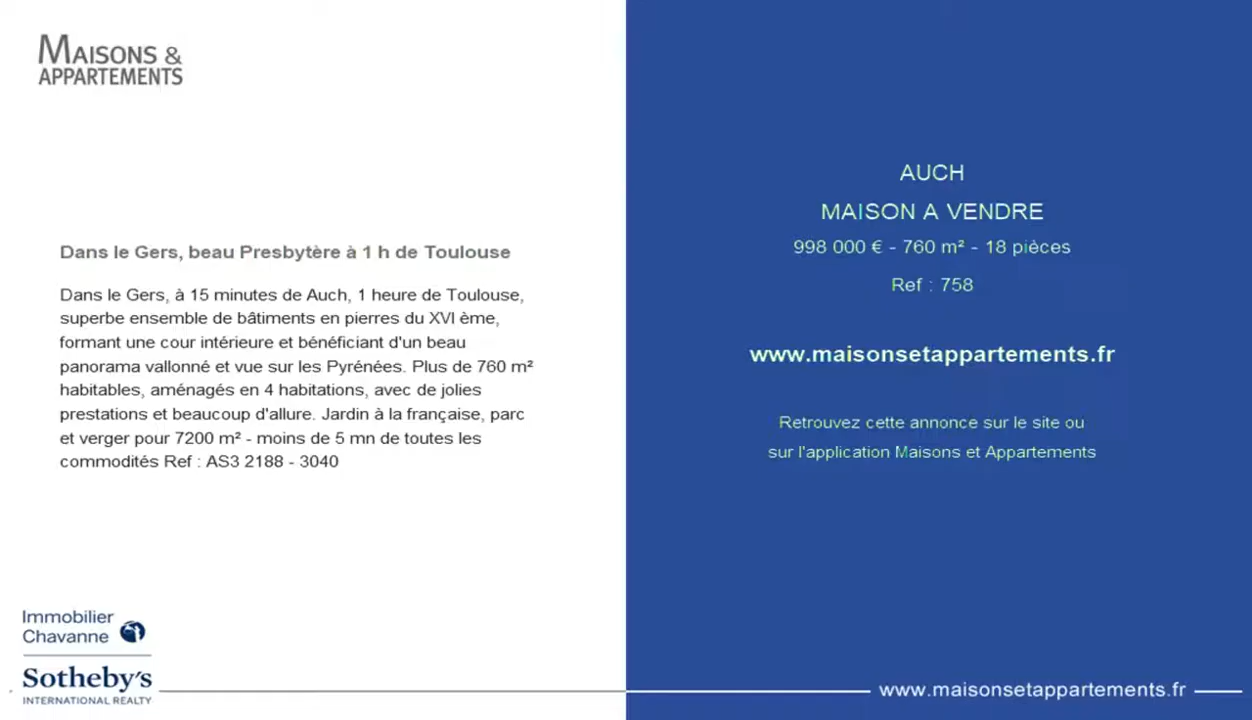 MAISONS &
APPARTEMENTS
Dans le Gers, beau Presbytère à 1 h de Toulouse
Dans le Gers, à 15 minutes de Auch, 1 heure de Toulouse,
superbe ensemble de bâtiments en pierres du XVI ème,
formant une cour intérieure et bénéficiant d'un beau
panorama vallonné et vue sur les Pyrénées. Plus de 760 m²
habitables, aménagés en 4 habitations, avec de jolies
prestations et beaucoup d'allure. Jardin à la française, parc
et verger pour 7200 m² - moins de 5 mn de toutes les
commodités Ref : AS3 2188 - 3040
Immobilier
Chavanne
Sotheby's
INTERNATIONAL REALTY
AUCH
MAISON A VENDRE
998 000 € - 760 m² - 18 pièces
Ref : 758
www.maisonsetappartements.fr
Retrouvez cette annonce sur le site ou
sur l'application Maisons et Appartements
www.maisonsetappartements.fr